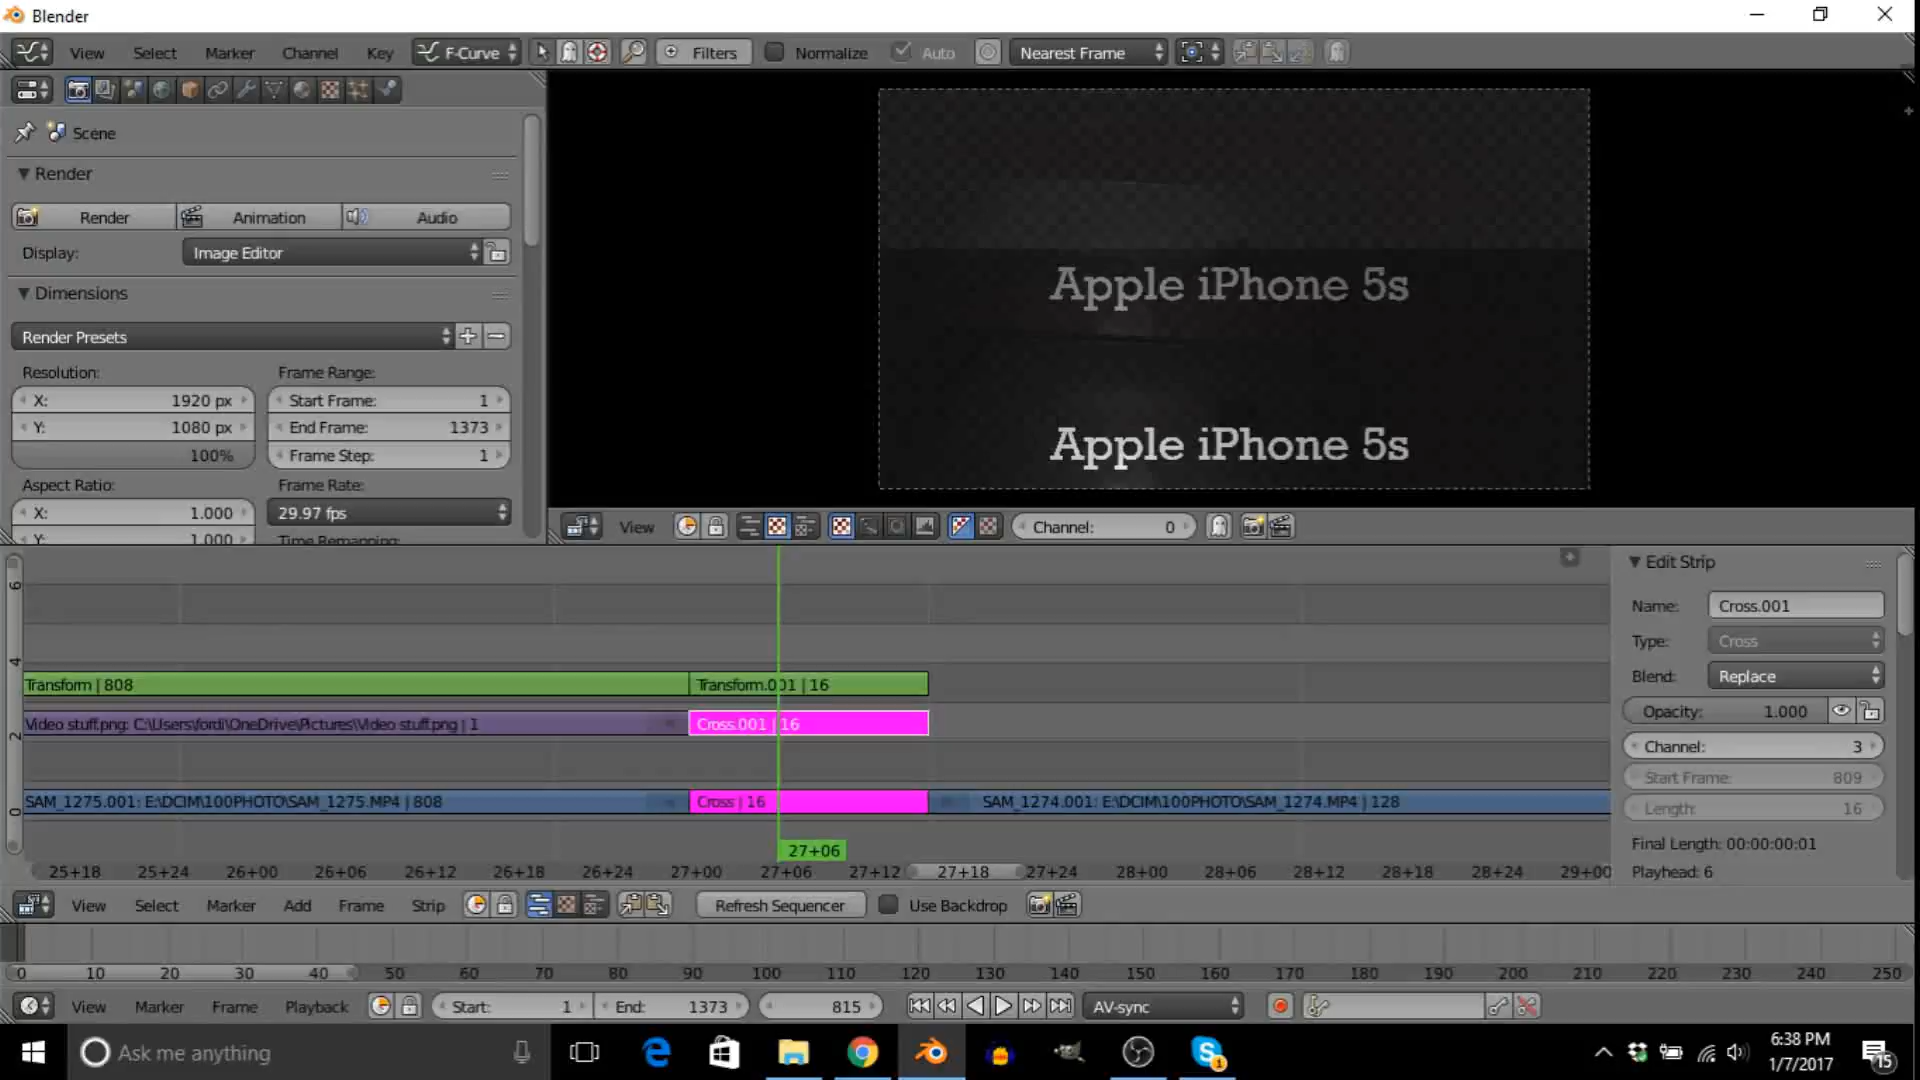 Blender
View Select Marker Channel Key F-Curve Filters Normalize Auto Nearest Frame
Scene
Render
Render Animation Audio
Display: Image Editor
Dimensions
Render Presets
Resolution: Frame Range:
X: 1920 px Start Frame: 1
Y: 1080 px End Frame: 1373
100% Frame Step: 1
Aspect Ratio: Frame Rate:
X: 1.000 29.97 fps
Y: 1.000 Time Remapping:
Apple iPhone 5s
Apple iPhone 5s
View Channel: 0
6
4
2
0
Transform | 808 Transform.001 | 16
Video stuff.png: C:\Users\fordi\OneDrive\Pictures\Video stuff.png | 1 Cross.001 | 16
SAM_1275.001: E:\DCIM\100PHOTO\SAM_1275.MP4 | 808 Cross | 16 SAM_1274.001: E:\DCIM\100PHOTO\SAM_1274.MP4 | 128
27+06
25+18 25+24 26+00 26+06 26+12 26+18 26+24 27+00 27+06 27+12 27+18 27+24 28+00 28+06 28+12 28+18 28+24 29+00
Edit Strip
Name: Cross.001
Type: Cross
Blend: Replace
Opacity: 1.000
Channel: 3
Start Frame: 809
Length: 16
Final Length: 00:00:00:01
Playhead: 6
View Select Marker Add Frame Strip Refresh Sequencer Use Backdrop
0 10 20 30 40 50 60 70 80 90 100 110 120 130 140 150 160 170 180 190 200 210 220 230 240 250
View Marker Frame Playback Start: 1 End: 1373 815 AV-sync
Ask me anything
6:38 PM
1/7/2017
1
15